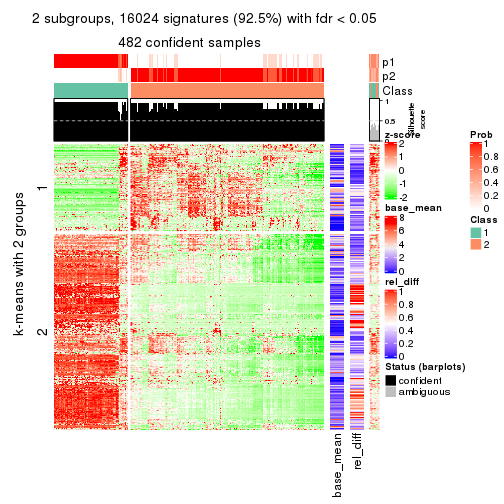 2 subgroups, 16024 signatures (92.5%) with fdr < 0.05
482 confident samples
p1
p2
Class
1
0.5
0
Silhouette
score
k-means with 2 groups
1
2
z-score
2
1
0
-1
-2
base_mean
8
6
4
2
0
rel_diff
1
0.8
0.6
0.4
0.2
0
Status (barplots)
confident
ambiguous
Prob
1
0.8
0.6
0.4
0.2
0
Class
1
2
base_mean
rel_diff